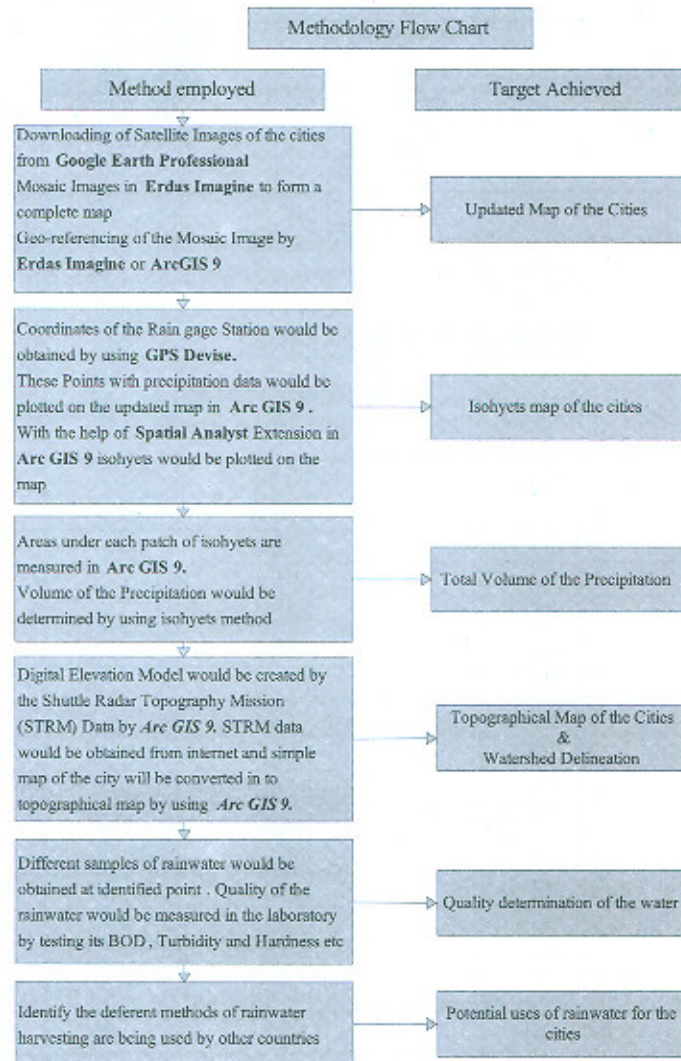 Methodology Flow Chart
Method employed
Target Achieved
Downloading of Satellite Images of the cities
from Google Earth Professional
Mosaic Images in Erdas Imagine to form a
complete map
Geo-referencing of the Mosaic Image by
Erdas Imagine or ArcGIS 9
Updated Map of the Cities
Coordinates of the Rain gage Station would be
obtained by using GPS Devise.
These Points with precipitation data would be
plotted on the updated map in Arc GIS 9 .
With the help of Spatial Analyst Extension in
Arc GIS 9 isohyets would be plotted on the
map
Isohyets map of the cities
Areas under each patch of isohyets are
measured in Arc GIS 9.
Volume of the Precipitation would be
determined by using isohyets method
Total Volume of the Precipitation
Digital Elevation Model would be created by
the Shuttle Radar Topography Mission
(STRM) Data by Arc GIS 9. STRM data
would be obtained from internet and simple
map of the city will be converted in to
topographical map by using Arc GIS 9.
Topographical Map of the Cities
&
Watershed Delineation
Different samples of rainwater would be
obtained at identified point . Quality of the
rainwater would be measured in the laboratory
by testing its BOD , Turbidity and Hardness etc
Quality determination of the water
Identify the deferent methods of rainwater
harvesting are being used by other countries
Potential uses of rainwater for the
cities